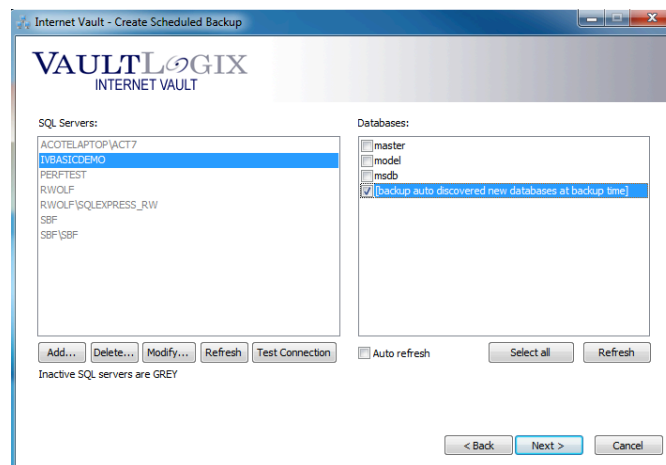 Internet Vault - Create Scheduled Backup
VAULTLOGIX
INTERNET VAULT
SQL Servers:
ACOTELAPTOP\ACT7
IVBASICDEMO
PERFTEST
RWOLF
RWOLF\SQLEXPRESS_RW
SBF
SBF\SBF
Add... Delete... Modify... Refresh Test Connection
Inactive SQL servers are GREY
Databases:
master
model
msdb
[backup auto discovered new databases at backup time]
Auto refresh Select all Refresh
< Back Next > Cancel